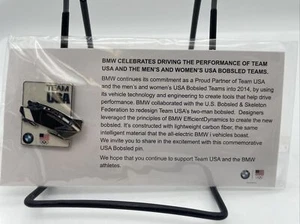 TEAM
USA
BMW CELEBRATES DRIVING THE PERFORMANCE OF TEAM
USA AND THE MEN'S AND WOMEN'S USA BOBSLED TEAMS.
BMW continues its commitment as a Proud Partner of Team USA
and the men's and women's USA Bobsled Teams into 2014, by using
its vehicle technology and engineering to create tools that help drive
performance. BMW collaborated with the U.S. Bobsled & Skeleton
Federation to redesign Team USA's two-man bobsled. Designers
leveraged the principles of BMW EfficientDynamics to create the new
bobsled. It's constructed with lightweight carbon fiber, the same
intelligent material that the all-electric BMW i vehicles boast.
We invite you to share in the excitement with this commemorative
USA Bobsled pin.
We hope that you continue to support Team USA and the BMW
athletes.